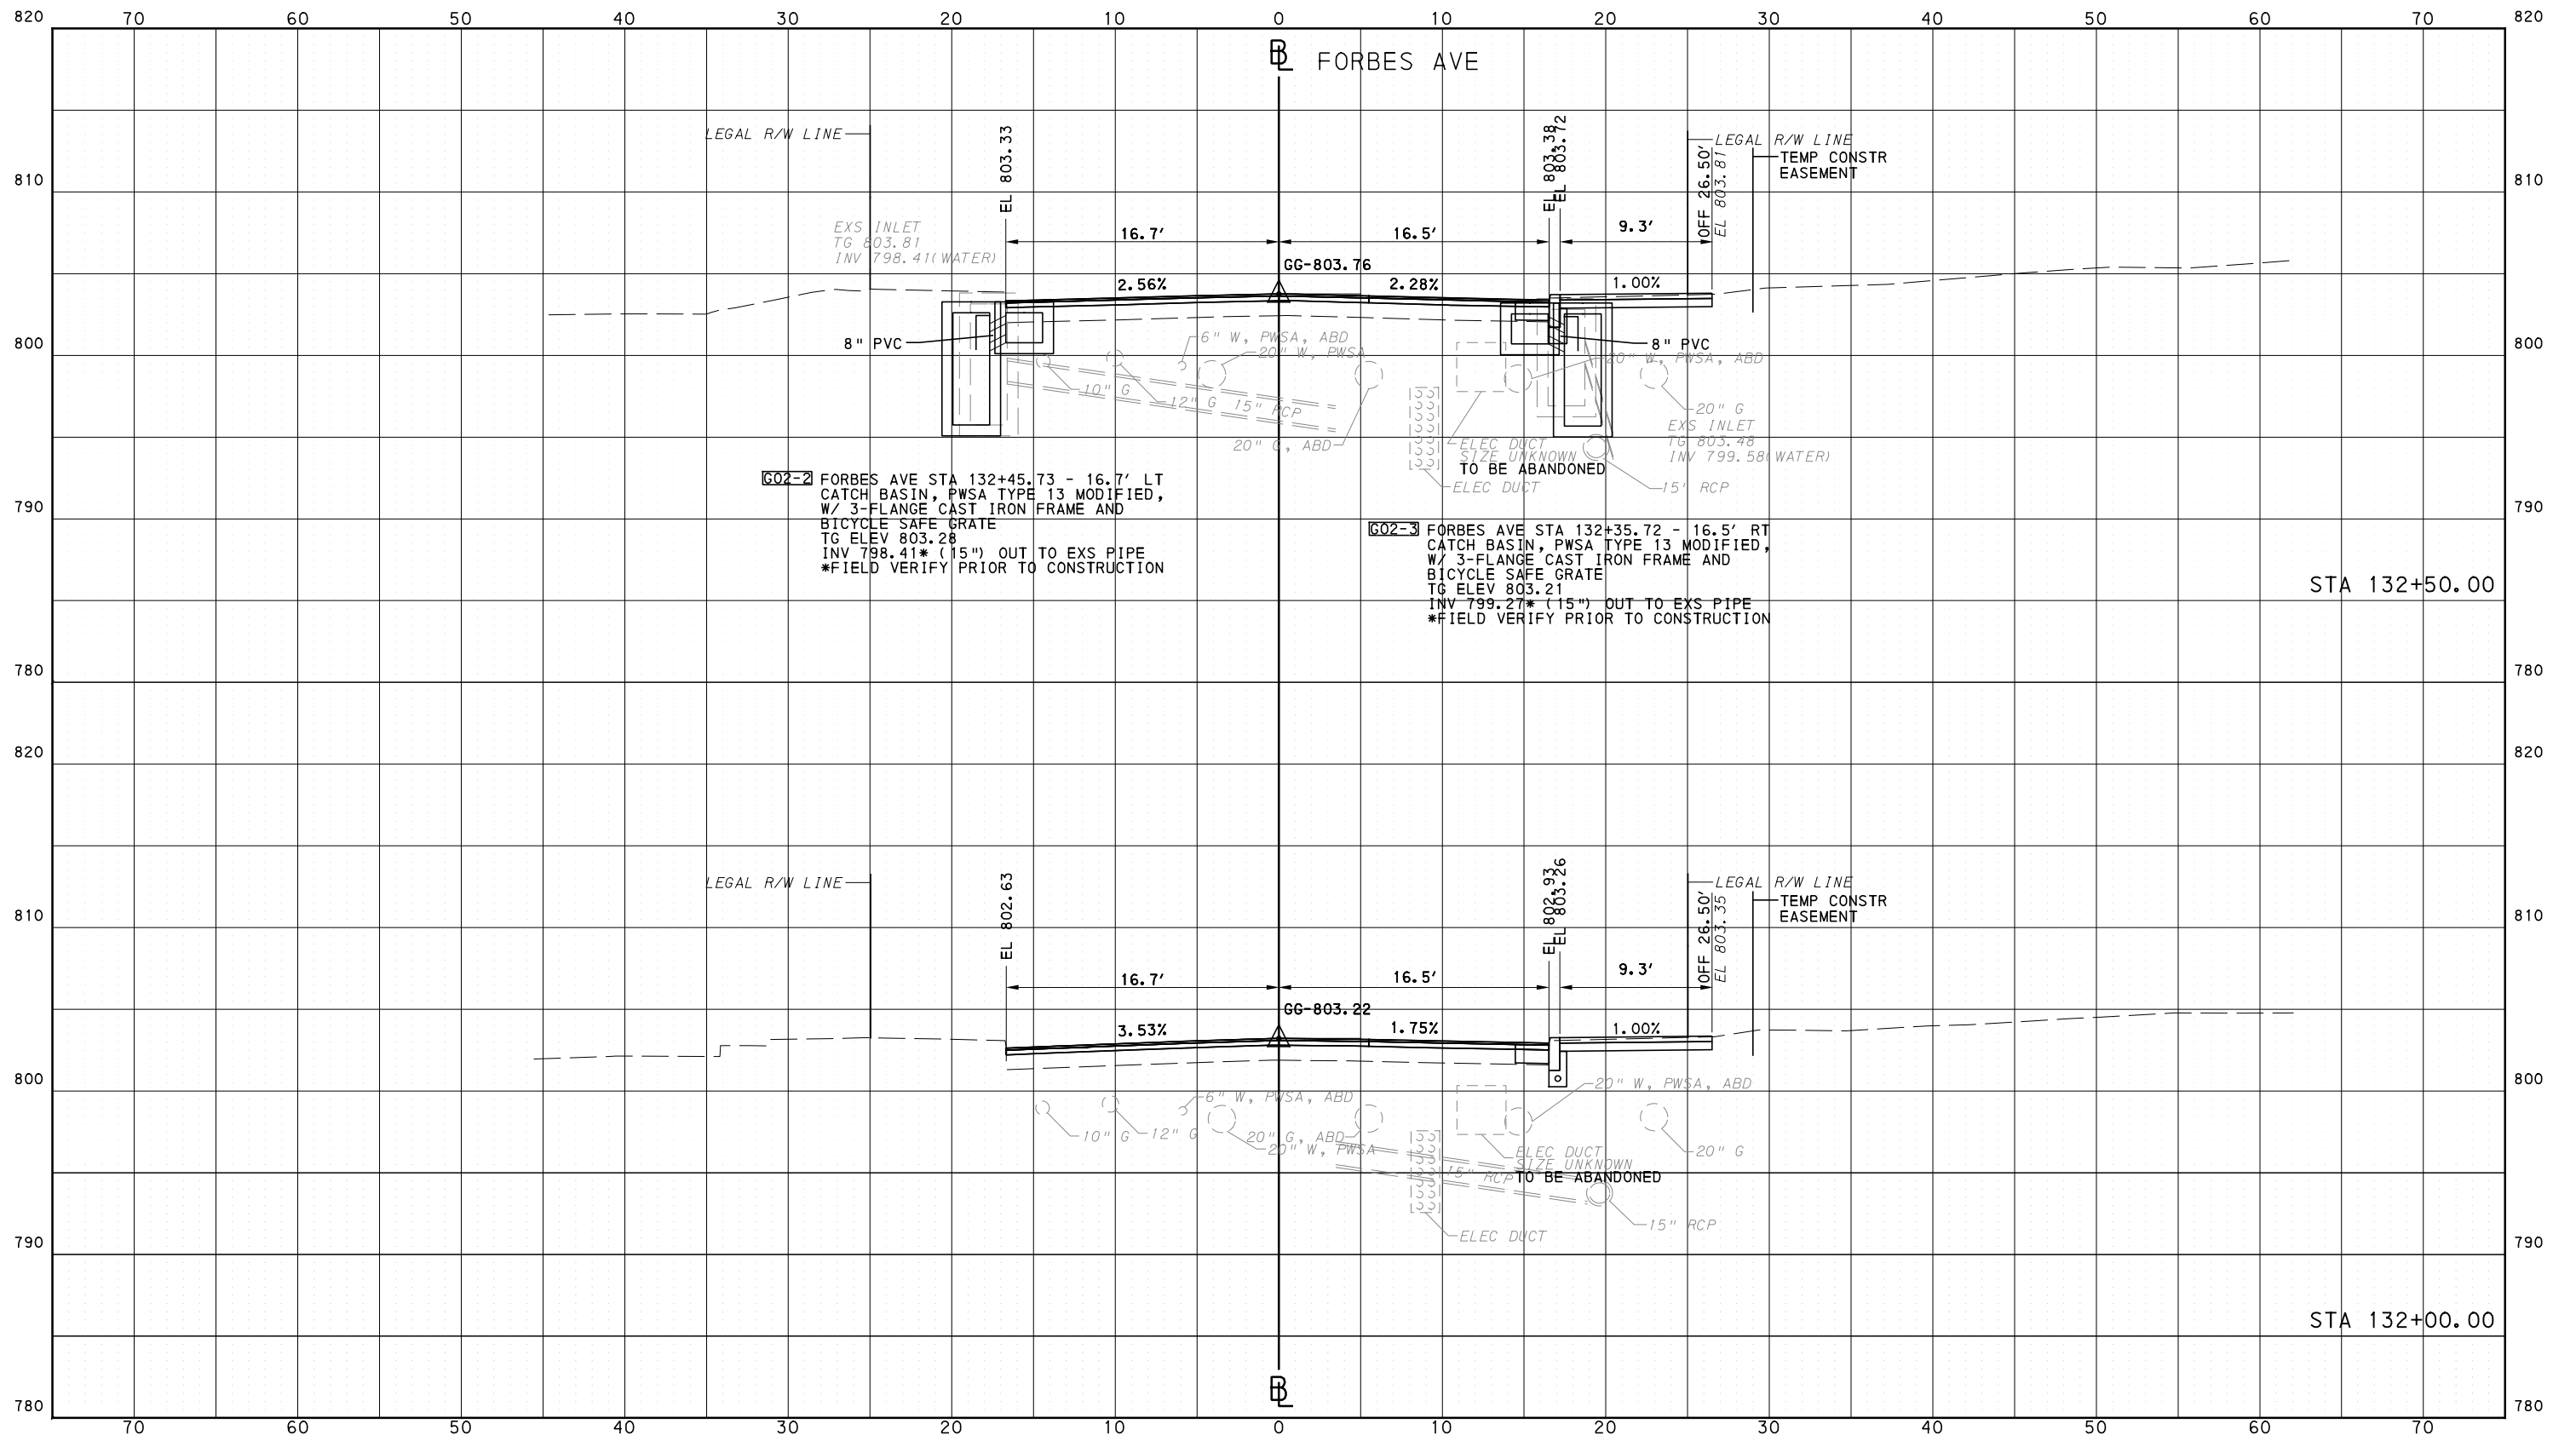 820 70 60 50 40 30 20 10 0 10 20 30 40 50 60 70 820
BL FORBES AVE
LEGAL R/W LINE
EL 803.33
EL 803.38
EL 803.72
LEGAL R/W LINE
OFF 26.50'
EL 803.81
TEMP CONSTR
EASEMENT
810 810
EXS INLET
TG 803.81
INV 798.41(WATER)
16.7'
16.5'
9.3'
GG-803.76
2.56%
2.28%
1.00%
800 800
8" PVC
8" PVC
6" W, PWSA, ABD
20" W, PWSA
20" W, PWSA, ABD
10" G
12" G
15" RCP
20" G, ABD
20" G
EXS INLET
TG 803.48
INV 799.58(WATER)
ELEC DUCT
SIZE UNKNOWN
TO BE ABANDONED
ELEC DUCT
15' RCP
G02-2 FORBES AVE STA 132+45.73 - 16.7' LT
CATCH BASIN, PWSA TYPE 13 MODIFIED,
W/ 3-FLANGE CAST IRON FRAME AND
BICYCLE SAFE GRATE
TG ELEV 803.28
INV 798.41* (15") OUT TO EXS PIPE
*FIELD VERIFY PRIOR TO CONSTRUCTION
790 790
G02-3 FORBES AVE STA 132+35.72 - 16.5' RT
CATCH BASIN, PWSA TYPE 13 MODIFIED,
W/ 3-FLANGE CAST IRON FRAME AND
BICYCLE SAFE GRATE
TG ELEV 803.21
INV 799.27* (15") OUT TO EXS PIPE
*FIELD VERIFY PRIOR TO CONSTRUCTION
STA 132+50.00
780 780
820 820
LEGAL R/W LINE
EL 802.63
EL 802.93
EL 803.26
LEGAL R/W LINE
OFF 26.50'
EL 803.35
TEMP CONSTR
EASEMENT
810 810
16.7'
16.5'
9.3'
GG-803.22
3.53%
1.75%
1.00%
800 800
20" W, PWSA, ABD
6" W, PWSA, ABD
10" G
12" G
20" G, ABD
20" W, PWSA
ELEC DUCT
SIZE UNKNOWN
TO BE ABANDONED
15" RCP
20" G
15" RCP
ELEC DUCT
790 790
STA 132+00.00
BL
780 780
70 60 50 40 30 20 10 0 10 20 30 40 50 60 70